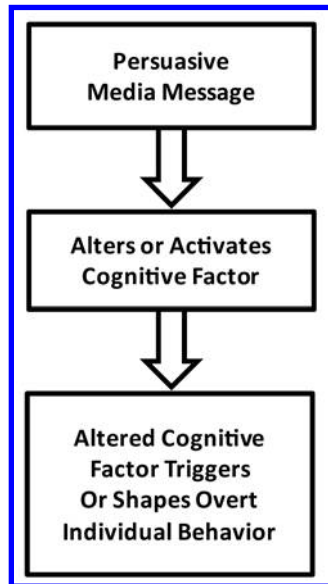 Persuasive
Media Message
Alters or Activates
Cognitive Factor
Altered Cognitive
Factor Triggers
Or Shapes Overt
Individual Behavior